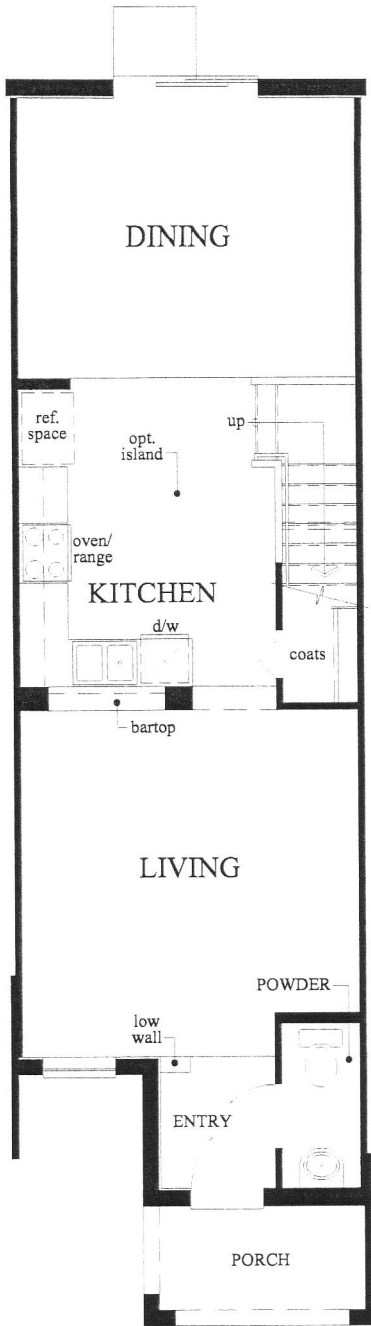 DINING
ref.
space
opt.
island
up
oven/
range
KITCHEN
d/w
coats
bartop
LIVING
POWDER
low
wall
ENTRY
PORCH